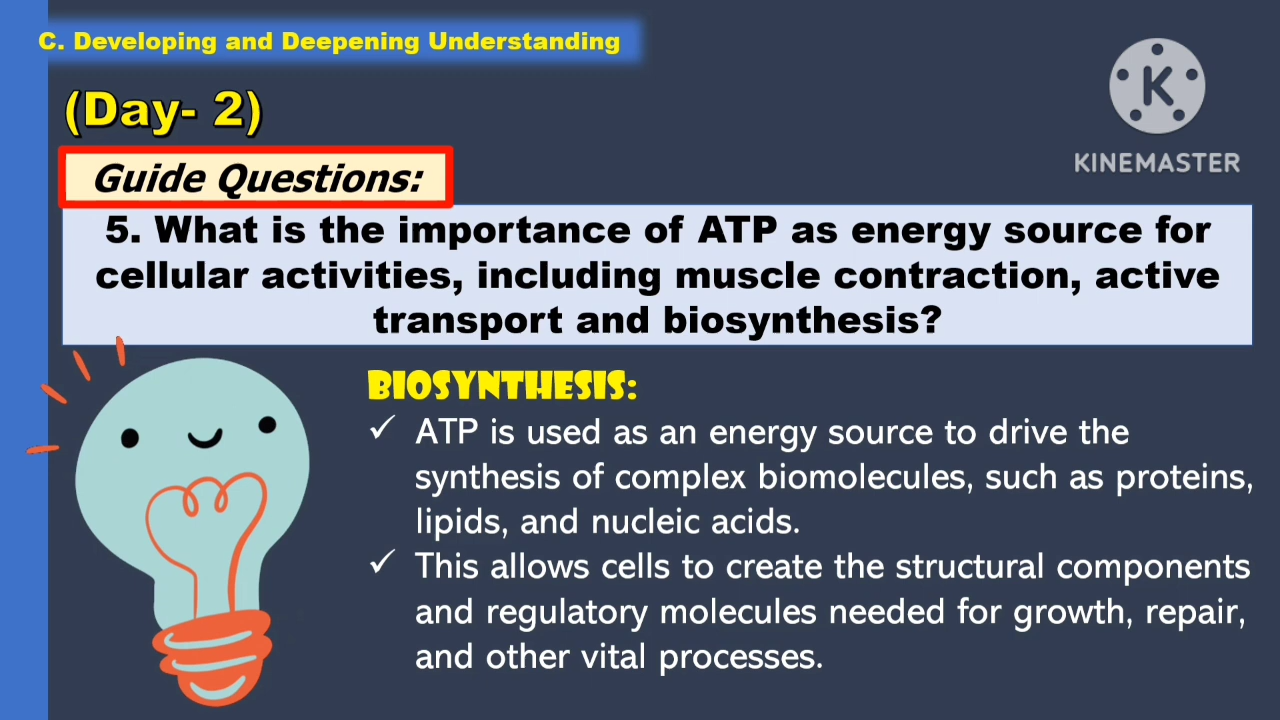 C. Developing and Deepening Understanding
(Day- 2)
K
KINEMASTER
Guide Questions:
5. What is the importance of ATP as energy source for
cellular activities, including muscle contraction, active
transport and biosynthesis?
BIOSYNTHESIS:
✓ ATP is used as an energy source to drive the
synthesis of complex biomolecules, such as proteins,
lipids, and nucleic acids.
✓ This allows cells to create the structural components
and regulatory molecules needed for growth, repair,
and other vital processes.